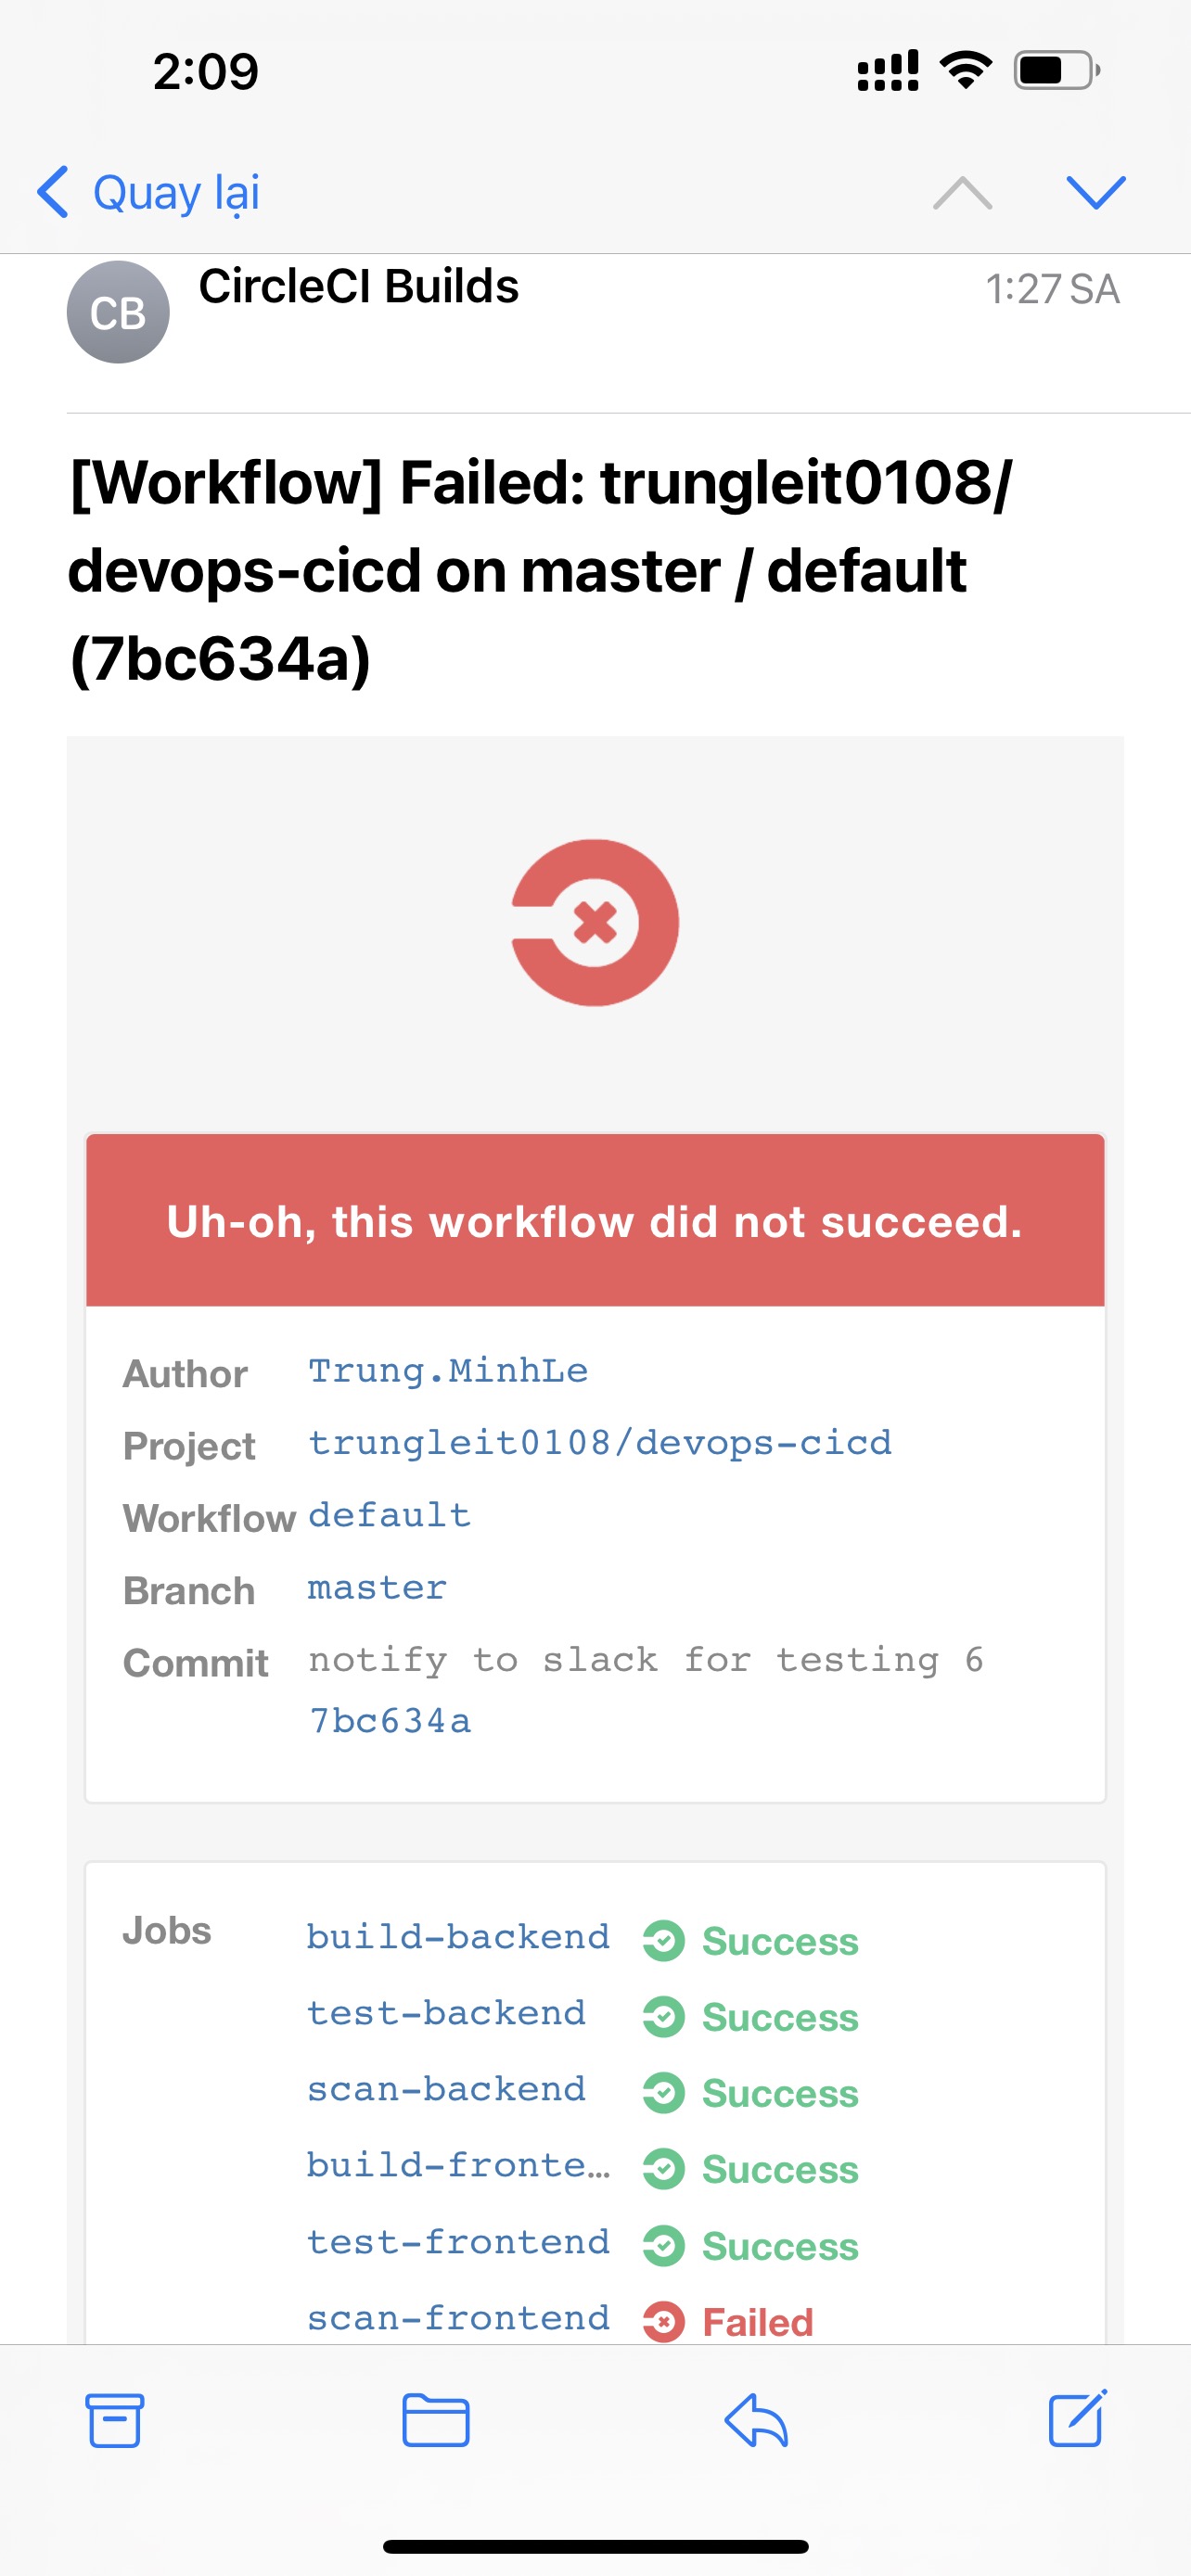 2:09
Quay lại
CB
CircleCI Builds
1:27 SA
[Workflow] Failed: trungleit0108/
devops-cicd on master / default
(7bc634a)
Uh-oh, this workflow did not succeed.
Author Trung.MinhLe
Project trungleit0108/devops-cicd
Workflow default
Branch master
Commit notify to slack for testing 6
7bc634a
Jobs build-backend Success
test-backend Success
scan-backend Success
build-fronte... Success
test-frontend Success
scan-frontend Failed